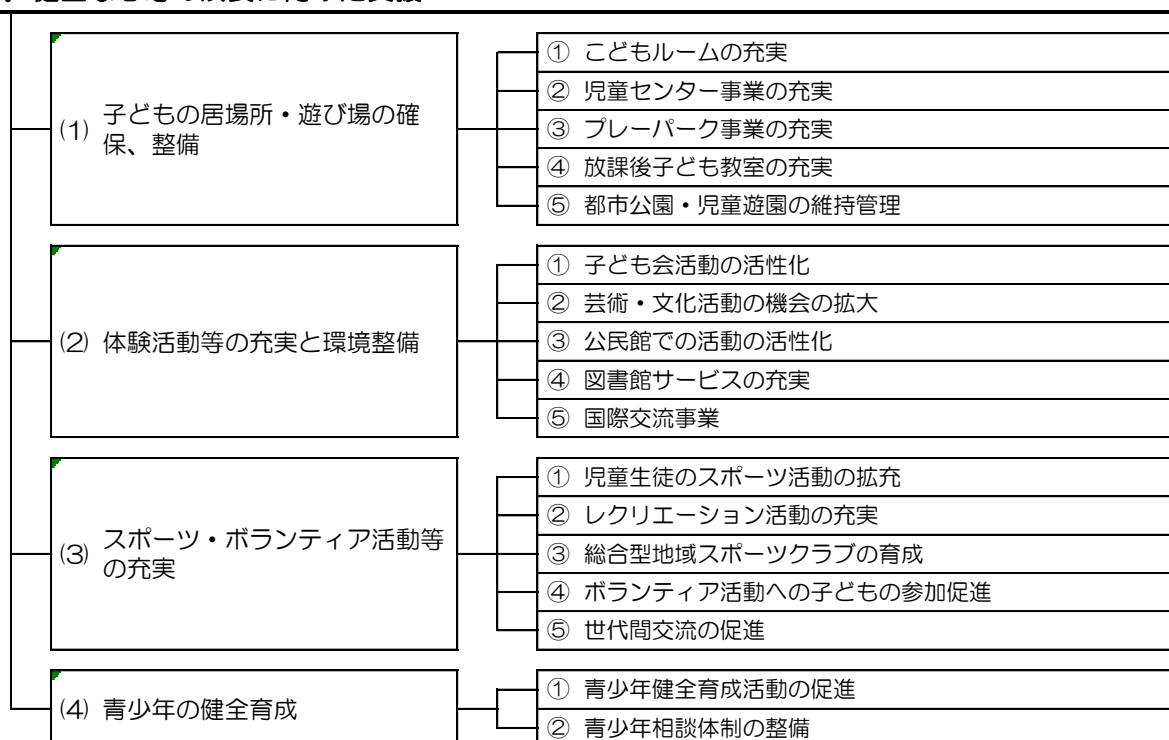 (1) 子どもの居場所・遊び場の確
保、整備
① こどもルームの充実
② 児童センター事業の充実
③ プレーパーク事業の充実
④ 放課後子ども教室の充実
⑤ 都市公園・児童遊園の維持管理
(2) 体験活動等の充実と環境整備
① 子ども会活動の活性化
② 芸術・文化活動の機会の拡大
③ 公民館での活動の活性化
④ 図書館サービスの充実
⑤ 国際交流事業
(3) スポーツ・ボランティア活動等
の充実
① 児童生徒のスポーツ活動の拡充
② レクリエーション活動の充実
③ 総合型地域スポーツクラブの育成
④ ボランティア活動への子どもの参加促進
⑤ 世代間交流の促進
(4) 青少年の健全育成
① 青少年健全育成活動の促進
② 青少年相談体制の整備